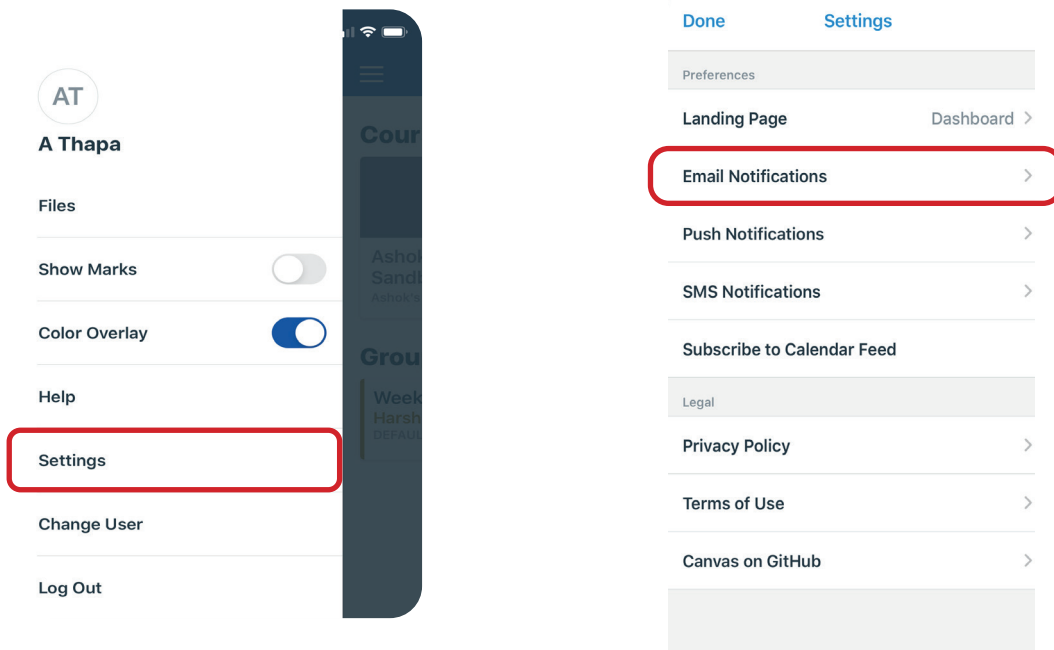 AT
A Thapa
Files
Show Marks
Color Overlay
Help
Settings
Change User
Log Out
Cour
Ashok
Sandb
Ashok's
Grou
Week
Harsh
DEFAUL
Done Settings
Preferences
Landing Page Dashboard
Email Notifications
Push Notifications
SMS Notifications
Subscribe to Calendar Feed
Legal
Privacy Policy
Terms of Use
Canvas on GitHub